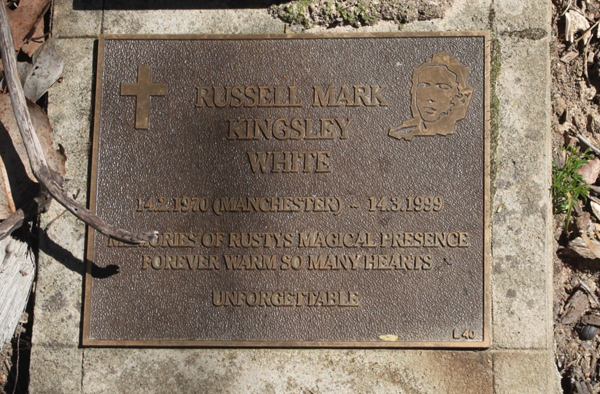 RUSSELL MARK
KINGSLEY
WHITE
14.2.1970 (MANCHESTER) - 14.3.1999
MEMORIES OF RUSTYS MAGICAL PRESENCE
FOREVER WARM SO MANY HEARTS
UNFORGETTABLE
L40